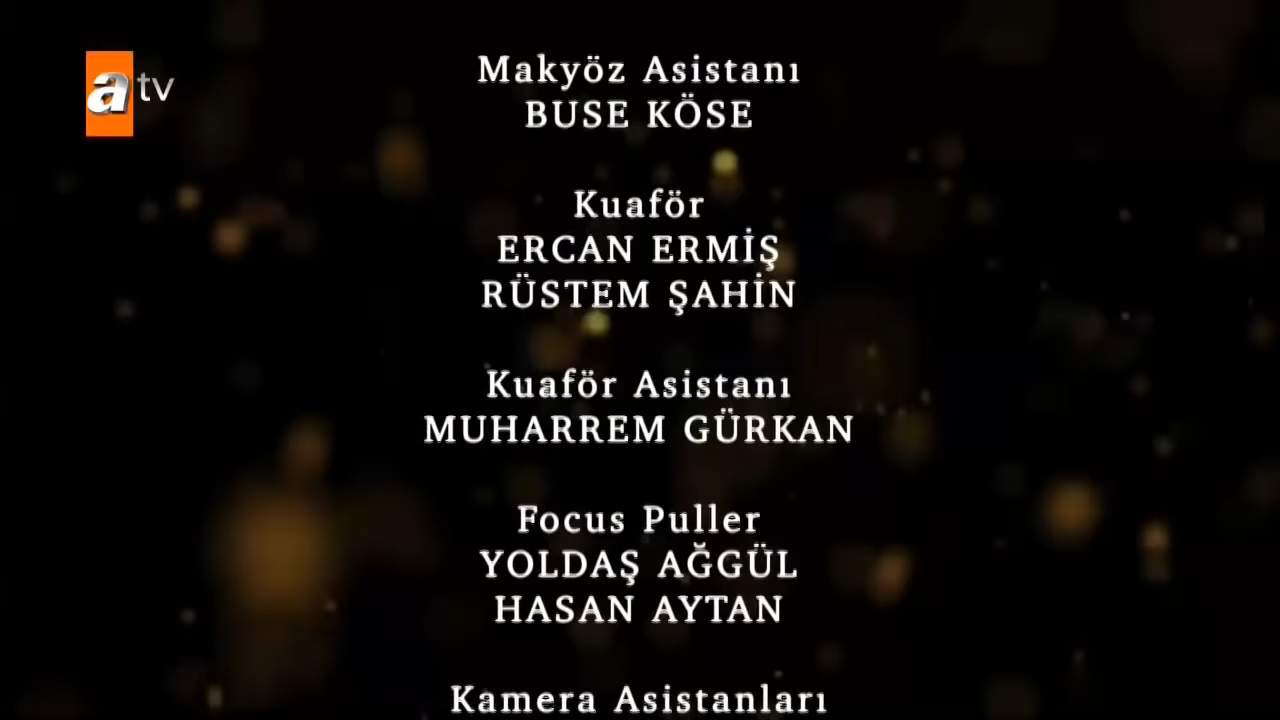 atv
Makyöz Asistanı
BUSE KÖSE
Kuaför
ERCAN ERMİŞ
RÜSTEM ŞAHİN
Kuaför Asistanı
MUHARREM GÜRKAN
Focus Puller
YOLDAŞ AĞGÜL
HASAN AYTAN
Kamera Asistanları